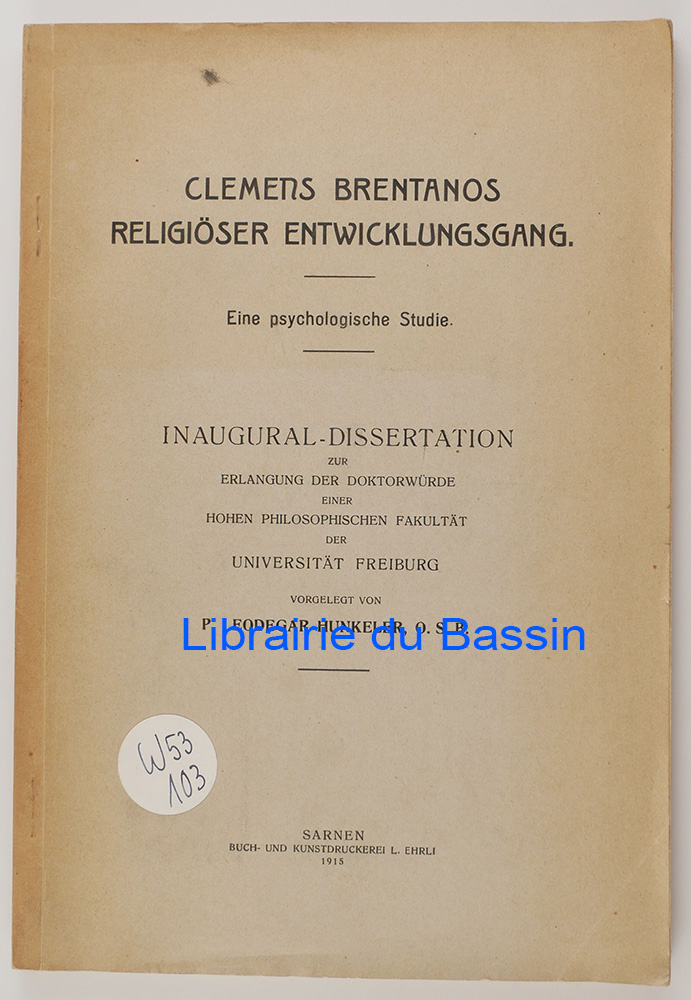 CLEMENS BRENTANOS
RELIGIÖSER ENTWICKLUNGSGANG.
Eine psychologische Studie.
INAUGURAL-DISSERTATION
ZUR
ERLANGUNG DER DOKTORWÜRDE
EINER
HOHEN PHILOSOPHISCHEN FAKULTÄT
DER
UNIVERSITÄT FREIBURG
VORGELEGT VON
P. HUNKELER, O. S. B.
Librairie du Bassin
W53
103
SARNEN
BUCH- UND KUNSTDRUCKEREI L. EHRLI
1915